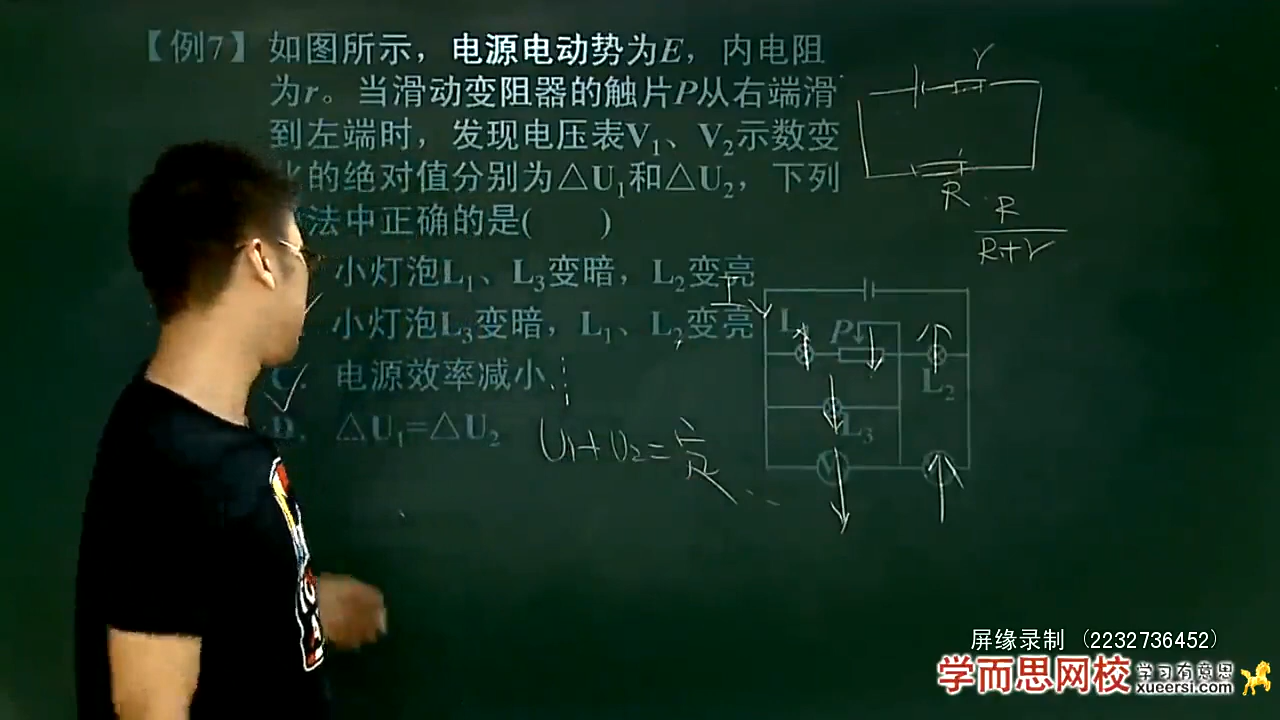 【例7】如图所示，电源电动势为E，内电阻
为r。当滑动变阻器的触片P从右端滑
到左端时，发现电压表V₁、V₂示数变
的绝对值分别为△U₁和△U₂，下列
法中正确的是(　　)
小灯泡L₁、L₃变暗，L₂变亮
小灯泡L₃变暗，L₁、L₂变亮
C．电源效率减小
D．△U₁=△U₂
U₁+U₂=
r
R
R
R+r
I
L₁
P
L₂
L₃
屏缘录制 (2232736452)
学而思网校 学习有意思
xueersi.com